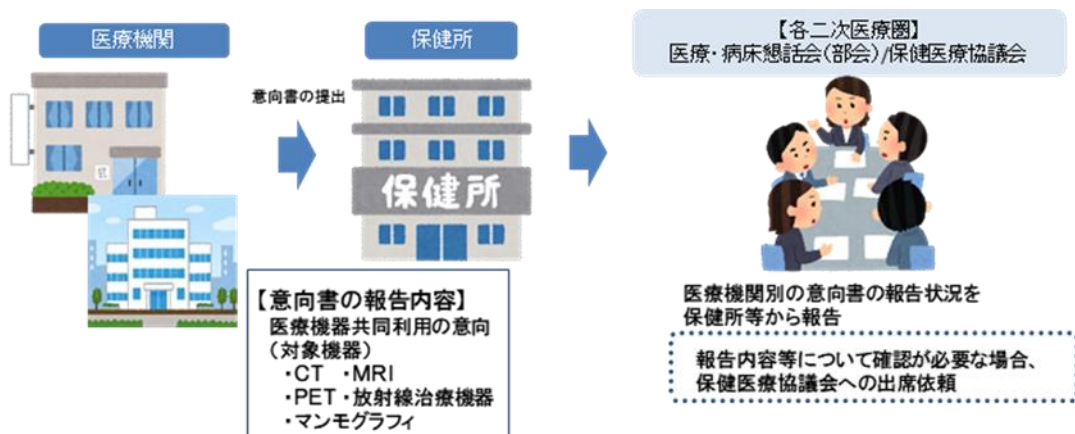 医療機関
保健所
【各二次医療圏】
医療・病床懇話会(部会)/保健医療協議会
意向書の提出
保健所
【意向書の報告内容】
医療機器共同利用の意向
(対象機器)
・CT ・MRI
・PET ・放射線治療機器
・マンモグラフィ
医療機関別の意向書の報告状況を
保健所等から報告
報告内容等について確認が必要な場合、
保健医療協議会への出席依頼